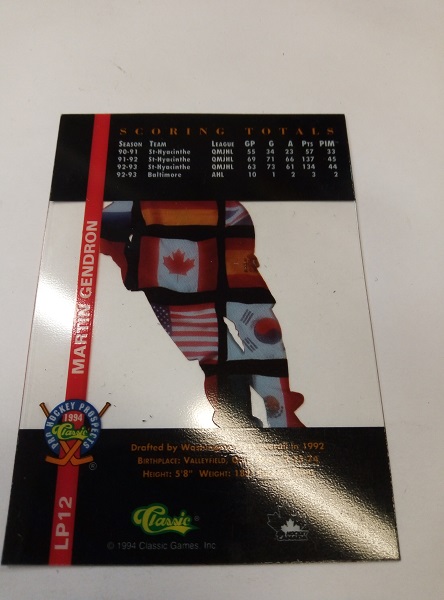 SCORING TOTALS
SEASON TEAM LEAGUE GP G A PTS PIM
90-91 St-Hyacinthe QMJHL 55 34 23 57 33
91-92 St-Hyacinthe QMJHL 69 71 66 137 45
92-93 St-Hyacinthe QMJHL 63 73 61 134 44
92-93 Baltimore AHL 10 1 2 3 2
MARTIN GENDRON
PRO HOCKEY PROSPECTS
1994
Classic
®
LP12
Drafted by in 1992
BIRTHPLACE: VALLEYFIELD,
HEIGHT: 5'8" WEIGHT:
Classic ®
© 1994 Classic Games, Inc.